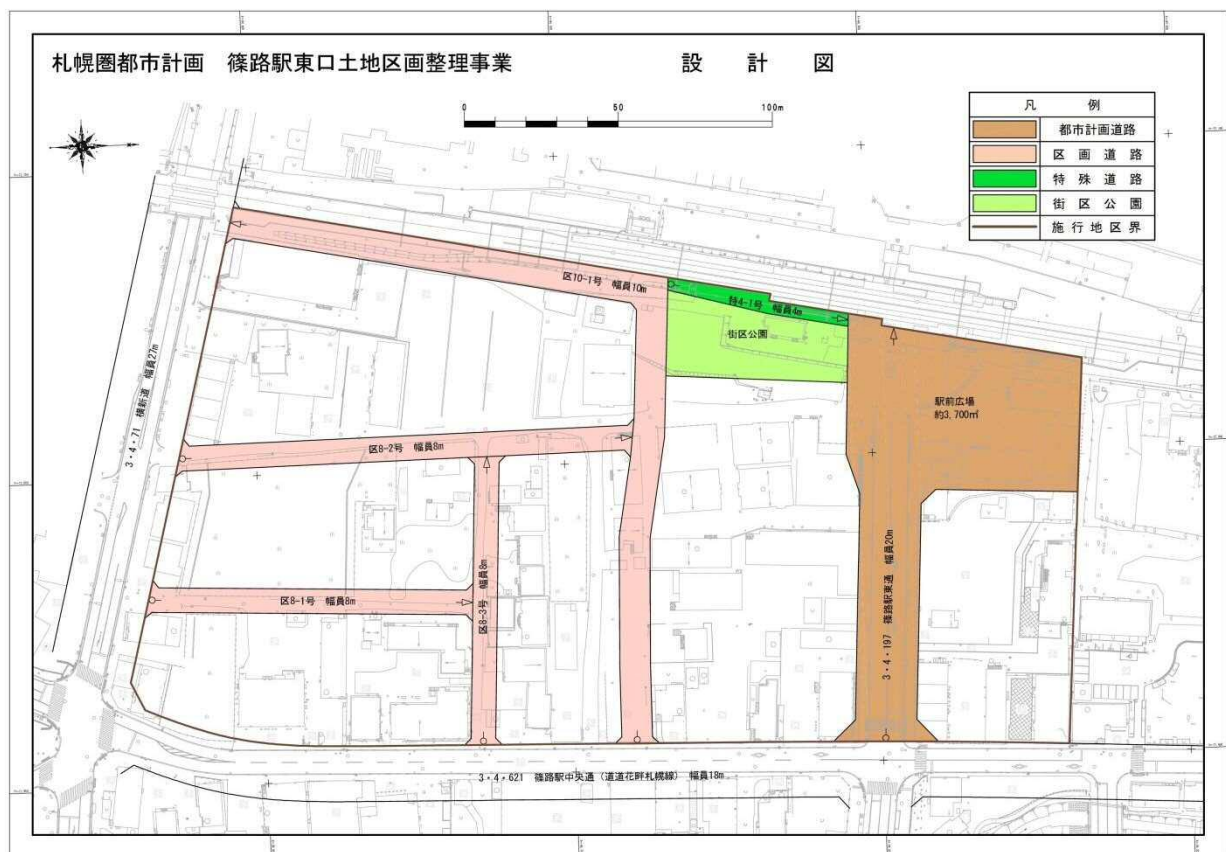 札幌圏都市計画 篠路駅東口土地区画整理事業 設計図
0 50 100m
凡例
都市計画道路
区画道路
特殊道路
街区公園
施行地区界
区10-1号 幅員10m
特4-1号 幅員4m
街区公園
3・4・71 横新道 幅員27m
駅前広場
約3,700㎡
区8-2号 幅員8m
区8-3号 幅員8m
区8-1号 幅員8m
3・4・197 篠路駅東通 幅員20m
3・4・621 篠路駅中央通（道道花畔札幌線） 幅員18m